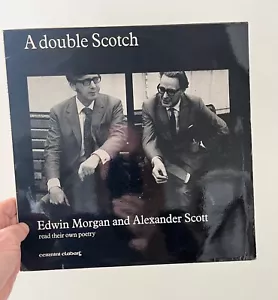 A double Scotch
Edwin Morgan and Alexander Scott
read their own poetry